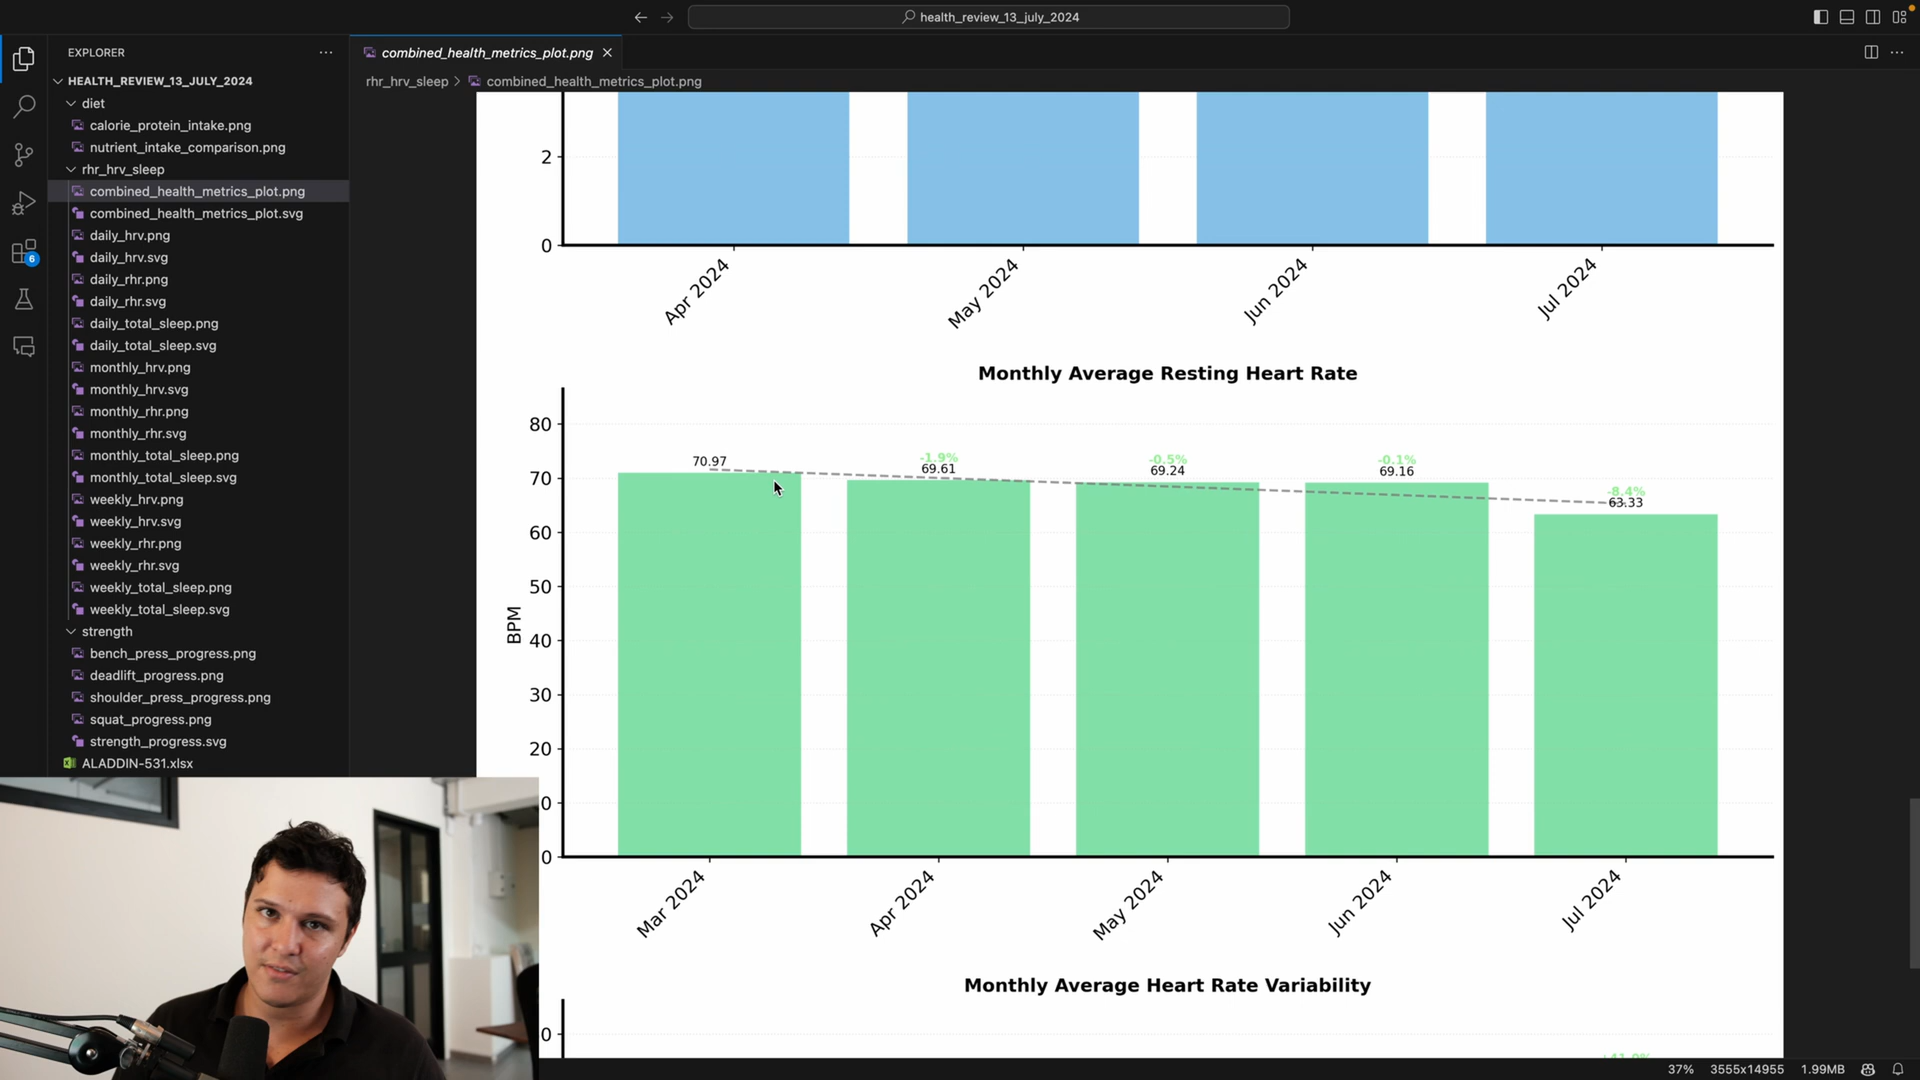 health_review_13_july_2024
EXPLORER
combined_health_metrics_plot.png
HEALTH_REVIEW_13_JULY_2024
rhr_hrv_sleep
combined_health_metrics_plot.png
diet
calorie_protein_intake.png
nutrient_intake_comparison.png
rhr_hrv_sleep
combined_health_metrics_plot.png
combined_health_metrics_plot.svg
daily_hrv.png
daily_hrv.svg
daily_rhr.png
daily_rhr.svg
daily_total_sleep.png
daily_total_sleep.svg
monthly_hrv.png
monthly_hrv.svg
monthly_rhr.png
monthly_rhr.svg
monthly_total_sleep.png
monthly_total_sleep.svg
weekly_hrv.png
weekly_hrv.svg
weekly_rhr.png
weekly_rhr.svg
weekly_total_sleep.png
weekly_total_sleep.svg
strength
bench_press_progress.png
deadlift_progress.png
shoulder_press_progress.png
squat_progress.png
strength_progress.svg
ALADDIN-531.xlsx
6
2
0
Apr 2024
May 2024
Jun 2024
Jul 2024
Monthly Average Resting Heart Rate
80
70
60
50
40
30
20
0
0
BPM
70.97
-1.9%
69.61
-0.5%
69.24
-0.1%
69.16
-8.4%
63.33
Mar 2024
Apr 2024
May 2024
Jun 2024
Jul 2024
Monthly Average Heart Rate Variability
0
37%
3555x14955
1.99MB